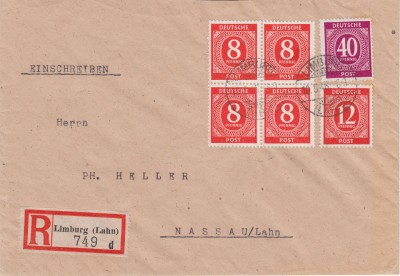 DEUTSCHE
8
PFENNIG
POST
DEUTSCHE
8
PFENNIG
POST
DEUTSCHE
40
PFENNIG
POST
DEUTSCHE
8
PFENNIG
POST
DEUTSCHE
8
PFENNIG
POST
DEUTSCHE
12
PFENNIG
POST
EINSCHREIBEN
Herrn
PH. HELLER
NASSAU/Lahn
R
Limburg (Lahn)
749 d